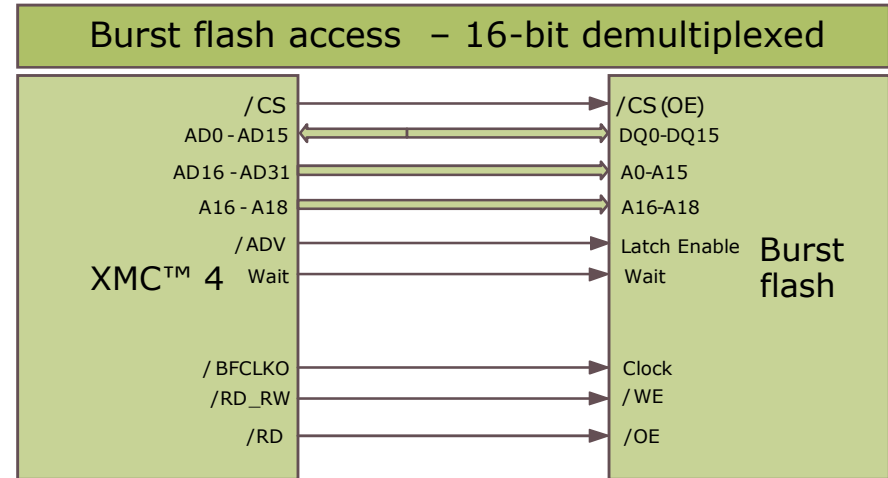 Burst flash access – 16-bit demultiplexed
/CS /CS (OE)
AD0 - AD15 DQ0-DQ15
AD16 - AD31 A0-A15
A16 - A18 A16-A18
/ADV Latch Enable
XMC™ 4 Wait Wait Burst flash
/ BFCLKO Clock
/RD_RW / WE
/RD /OE